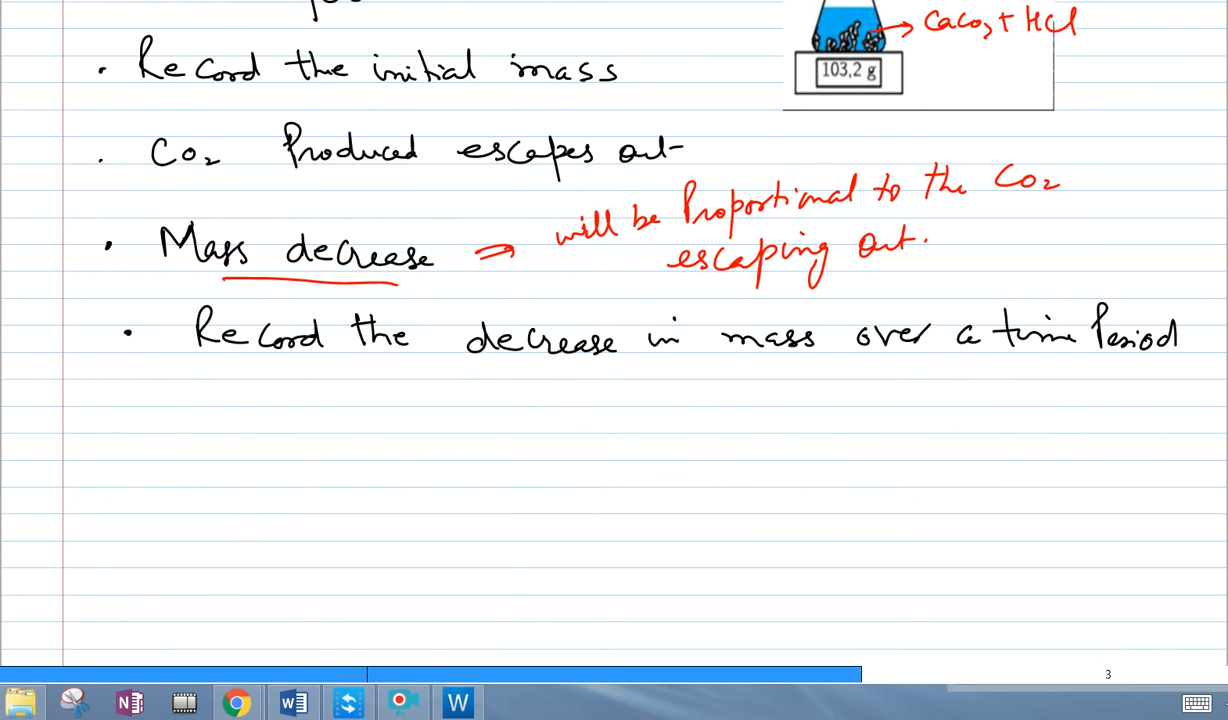 CaCO3 + HCl
• Record the initial mass
103,2 g
. CO2 Produced escapes out
• Mass decrease ⇒ will be Proportional to the CO2
escaping out.
• Record the decrease in mass over a time Period
3
N W W